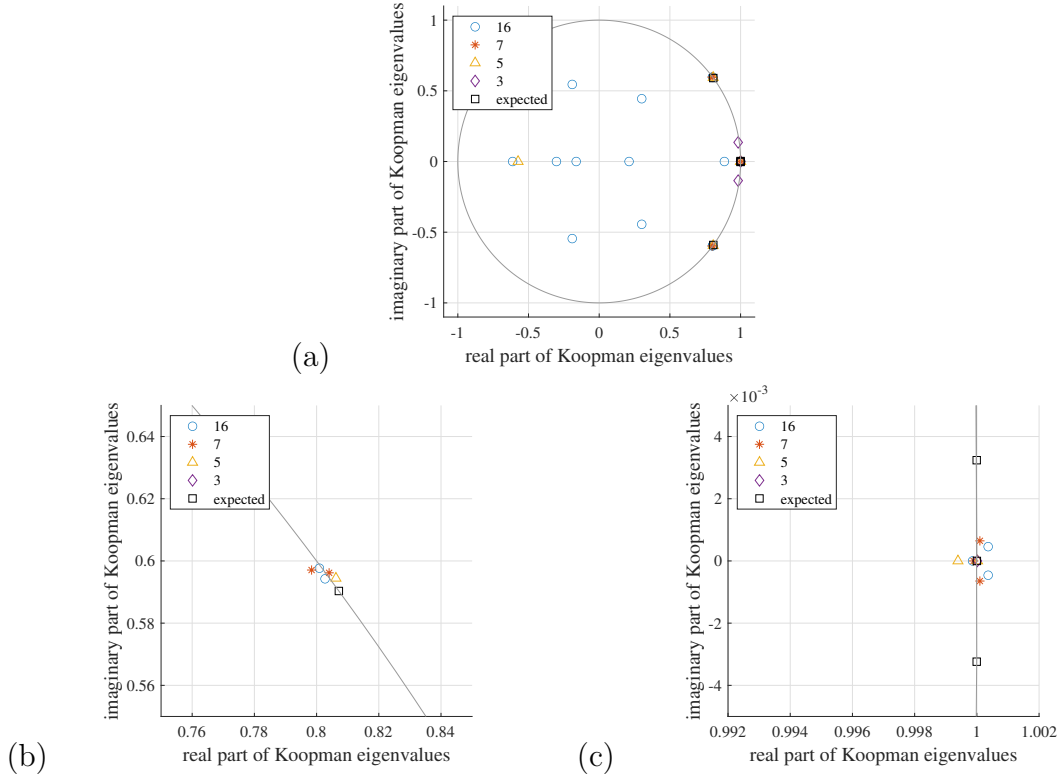 imaginary part of Koopman eigenvalues
1
0.5
0
-0.5
-1
16
7
5
3
expected
-1 -0.5 0 0.5 1
real part of Koopman eigenvalues
(a)
imaginary part of Koopman eigenvalues
0.64
0.62
0.6
0.58
0.56
16
7
5
3
expected
0.76 0.78 0.8 0.82 0.84
real part of Koopman eigenvalues
(b)
×10-3
imaginary part of Koopman eigenvalues
4
2
0
-2
-4
16
7
5
3
expected
0.992 0.994 0.996 0.998 1 1.002
real part of Koopman eigenvalues
(c)